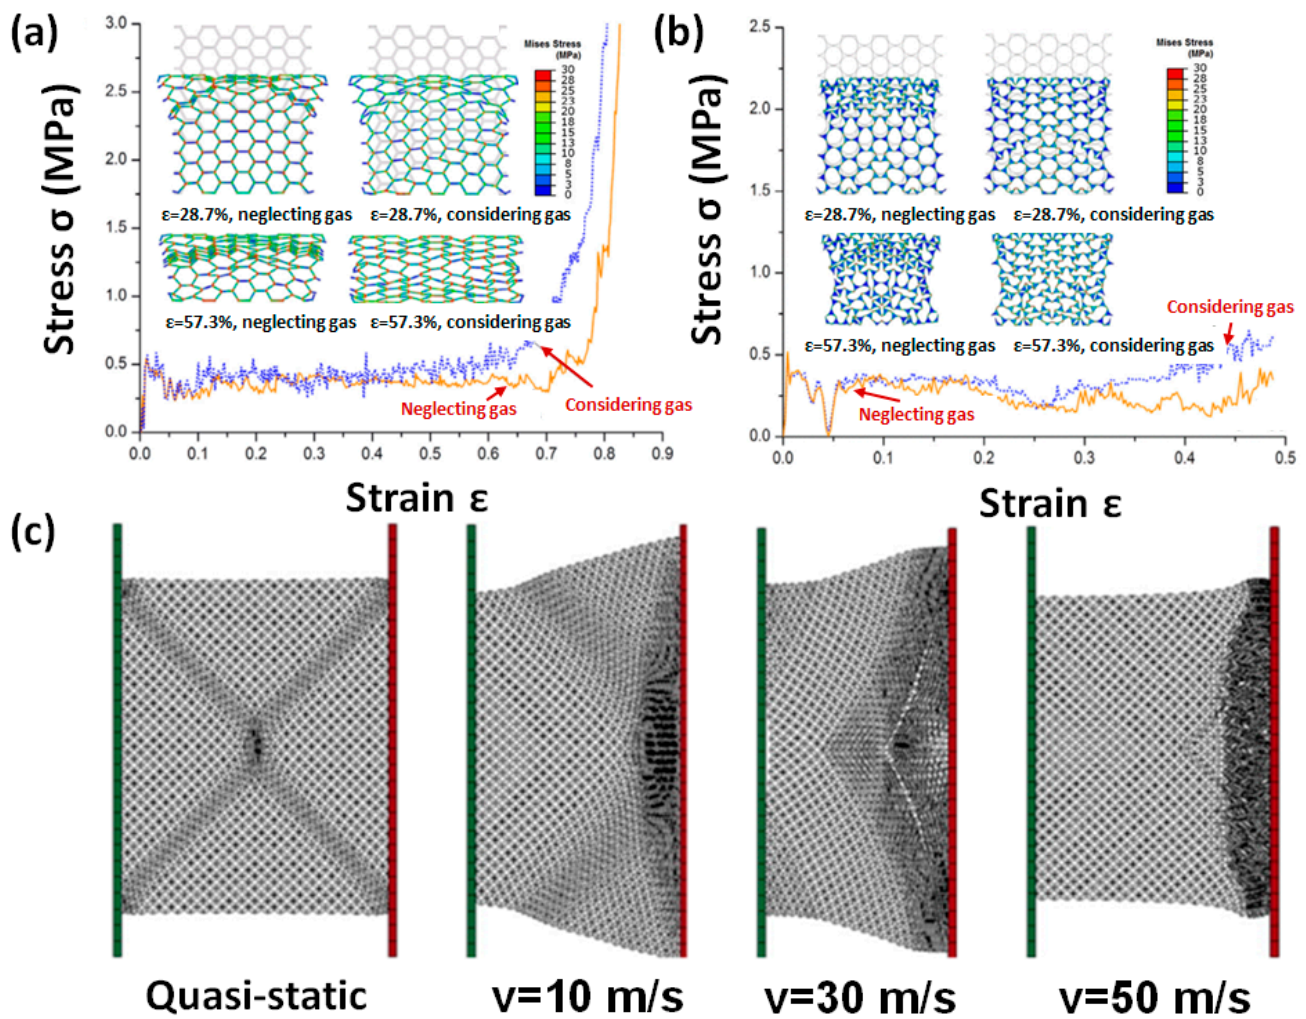 (a)
Stress σ (MPa)
3.0
2.5
2.0
1.5
1.0
0.5
0.0
Mises Stress
(MPa)
30
28
25
23
20
18
15
13
10
8
5
3
0
ε=28.7%, neglecting gas
ε=28.7%, considering gas
ε=57.3%, neglecting gas
ε=57.3%, considering gas
Neglecting gas
Considering gas
0.0 0.1 0.2 0.3 0.4 0.5 0.6 0.7 0.8 0.9
Strain ε
(b)
Stress σ (MPa)
2.5
2.0
1.5
1.0
0.5
0.0
Mises Stress
(MPa)
30
28
25
23
20
18
15
13
10
8
5
3
0
ε=28.7%, neglecting gas
ε=28.7%, considering gas
ε=57.3%, neglecting gas
ε=57.3%, considering gas
Considering gas
Neglecting gas
0.0 0.1 0.2 0.3 0.4 0.5
Strain ε
(c)
Quasi-static
v=10 m/s
v=30 m/s
v=50 m/s